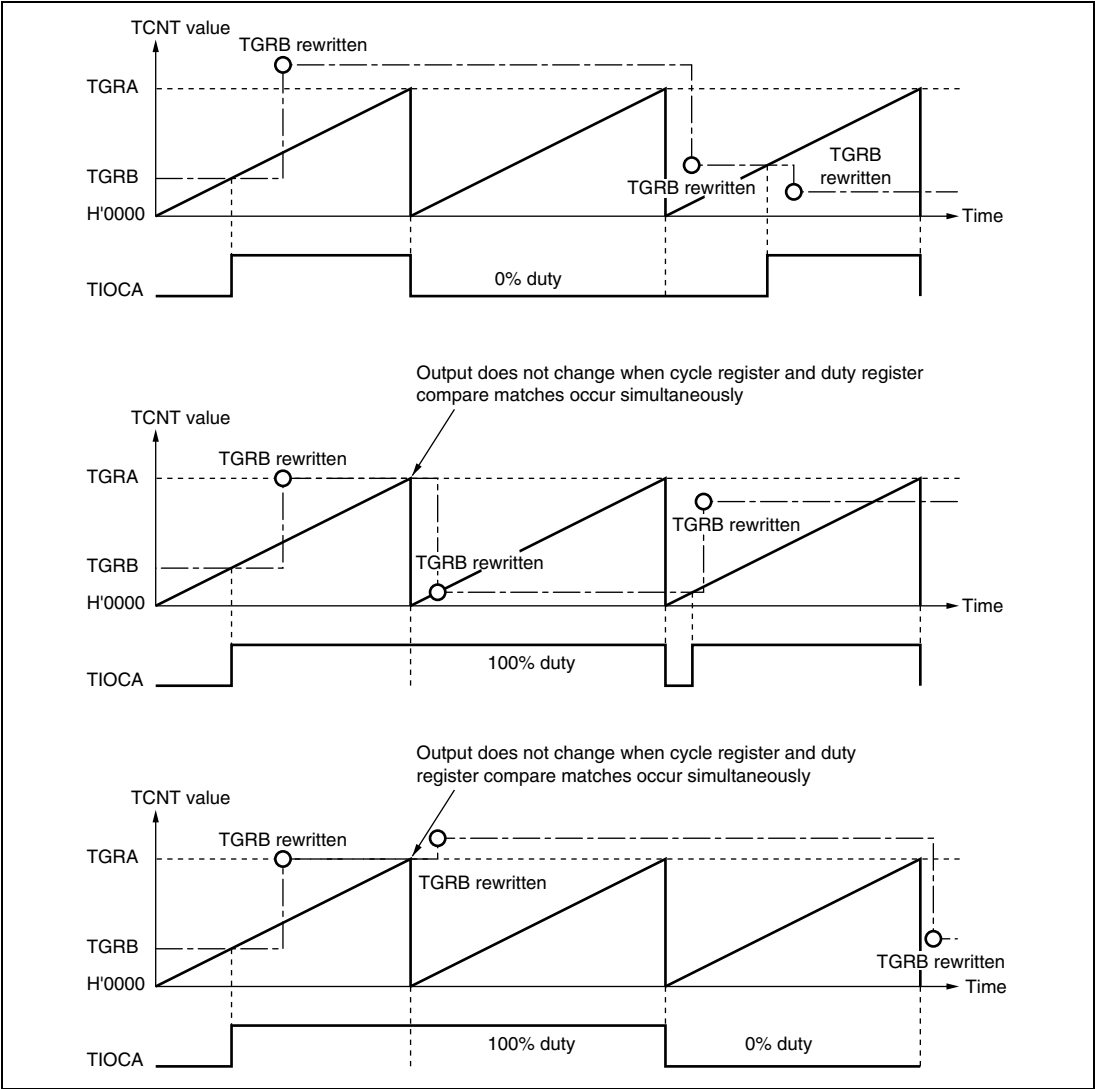 TCNT value
TGRB rewritten
TGRA
TGRB
rewritten
TGRB
TGRB rewritten
H'0000
Time
0% duty
TIOCA
Output does not change when cycle register and duty register
compare matches occur simultaneously
TCNT value
TGRB rewritten
TGRA
TGRB rewritten
TGRB
TGRB rewritten
H'0000
Time
100% duty
TIOCA
Output does not change when cycle register and duty
register compare matches occur simultaneously
TCNT value
TGRB rewritten
TGRA
TGRB rewritten
TGRB
TGRB rewritten
H'0000
Time
100% duty
0% duty
TIOCA